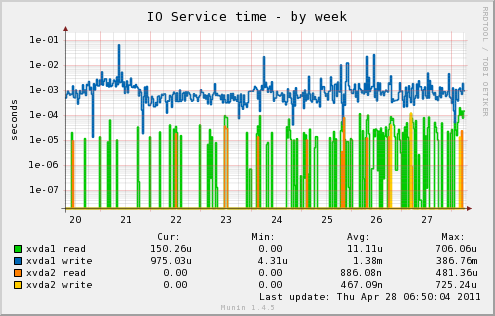 IO Service time - by week
RRDTOOL / TOBI OETIKER
seconds
1e-01
1e-02
1e-03
1e-04
1e-05
1e-06
1e-07
20 21 22 23 24 25 26 27
Cur: Min: Avg: Max:
xvda1 read 150.26u 0.00 11.11u 706.06u
xvda1 write 975.03u 4.31u 1.38m 386.76m
xvda2 read 0.00 0.00 886.08n 481.36u
xvda2 write 0.00 0.00 467.09n 725.24u
Last update: Thu Apr 28 06:50:04 2011
Munin 1.4.5